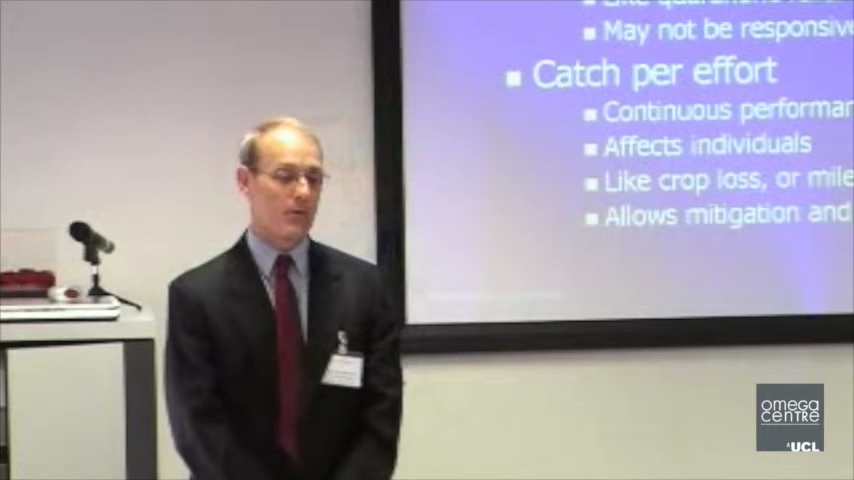 May not be responsive
Catch per effort
Continuous performan
Affects individuals
Like crop loss, or mile
Allows mitigation and
omega
centre
&UCL